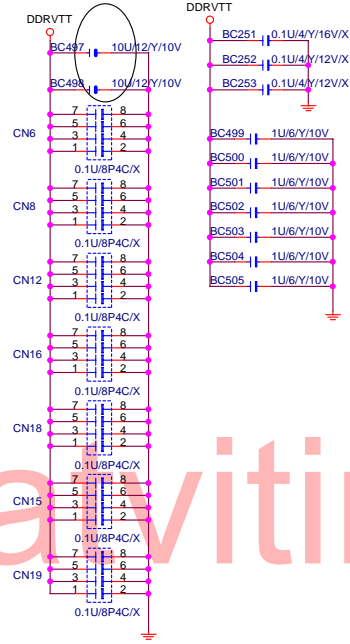 DDRVTT
BC497 10U/12/Y/10V
BC498 10U/12/Y/10V
CN6
7 8
5 6
3 4
1 2
0.1U/8P4C/X
CN8
7 8
5 6
3 4
1 2
0.1U/8P4C/X
CN12
7 8
5 6
3 4
1 2
0.1U/8P4C/X
CN16
7 8
5 6
3 4
1 2
0.1U/8P4C/X
CN18
7 8
5 6
3 4
1 2
0.1U/8P4C/X
CN15
7 8
5 6
3 4
1 2
0.1U/8P4C/X
CN19
7 8
5 6
3 4
1 2
0.1U/8P4C/X
DDRVTT
BC251 0.1U/4/Y/16V/X
BC252 0.1U/4/Y/12V/X
BC253 0.1U/4/Y/12V/X
BC499 1U/6/Y/10V
BC500 1U/6/Y/10V
BC501 1U/6/Y/10V
BC502 1U/6/Y/10V
BC503 1U/6/Y/10V
BC504 1U/6/Y/10V
BC505 1U/6/Y/10V